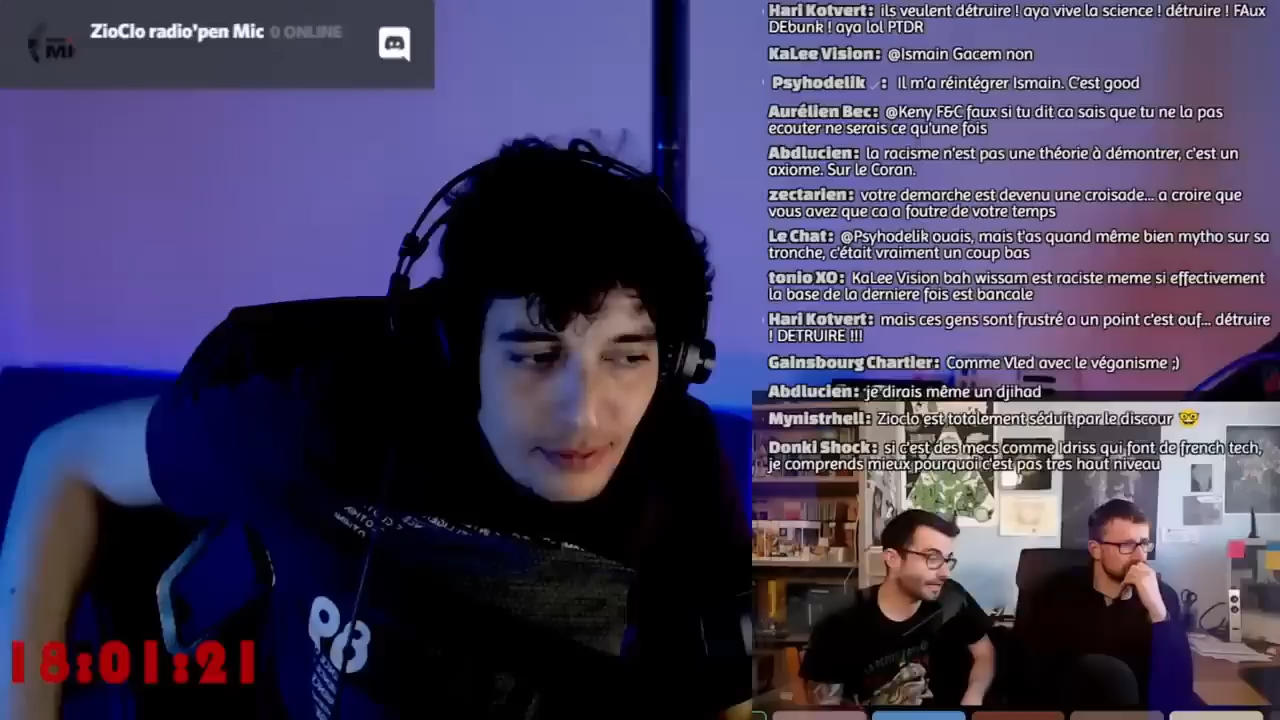 ZioClo radio'pen Mic 0 ONLINE
MI
Hari Kotvert: ils veulent détruire ! aya vive la science ! détruire ! FAux
DEbunk ! aya lol PTDR
KaLee Vision: @Ismain Gacem non
Psyhodelik : Il m'a réintégrer Ismain. C'est good
Aurélien Bec: @Keny F&C faux si tu dit ca sais que tu ne la pas
ecouter ne serais ce qu'une fois
Abdlucien: la racisme n'est pas une théorie à démontrer, c'est un
axiome. Sur le Coran.
zectarien: votre demarche est devenu une croisade... a croire que
vous avez que ca a foutre de votre temps
Le Chat: @Psyhodelik ouais, mais t'as quand même bien mytho sur sa
tronche, c'était vraiment un coup bas
tonio XO: KaLee Vision bah wissam est raciste meme si effectivement
la base de la derniere fois est bancale
Hari Kotvert: mais ces gens sont frustré a un point c'est ouf... détruire
! DETRUIRE !!!
Gainsbourg Chartier: Comme Vled avec le véganisme ;)
Abdlucien: je dirais même un djihad
Mynistrhell: Zioclo est totalement séduit par le discour 🤓
Donki Shock: si c'est des mecs comme Idriss qui font de french tech,
je comprends mieux pourquoi c'est pas tres haut niveau
18:01:21